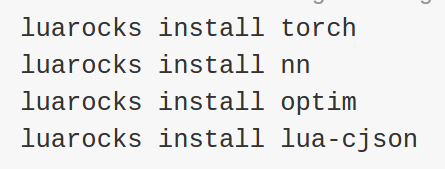 luarocks install torch
luarocks install nn
luarocks install optim
luarocks install lua-cjson